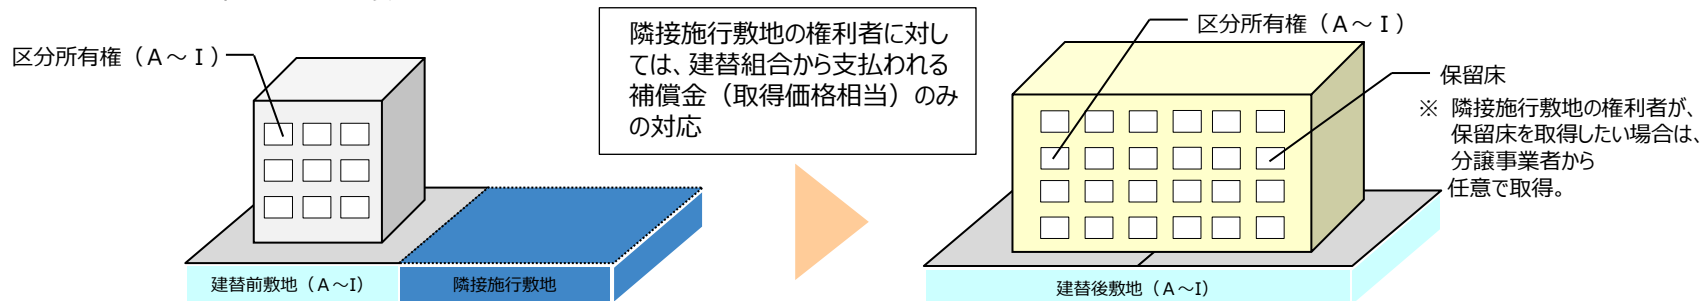 区分所有権（A～I）
建替前敷地（A～I）
隣接施行敷地
隣接施行敷地の権利者に対し
ては、建替組合から支払われる
補償金（取得価格相当）のみ
の対応
区分所有権（A～I）
保留床
※ 隣接施行敷地の権利者が、
保留床を取得したい場合は、
分譲事業者から
任意で取得。
建替後敷地（A～I）